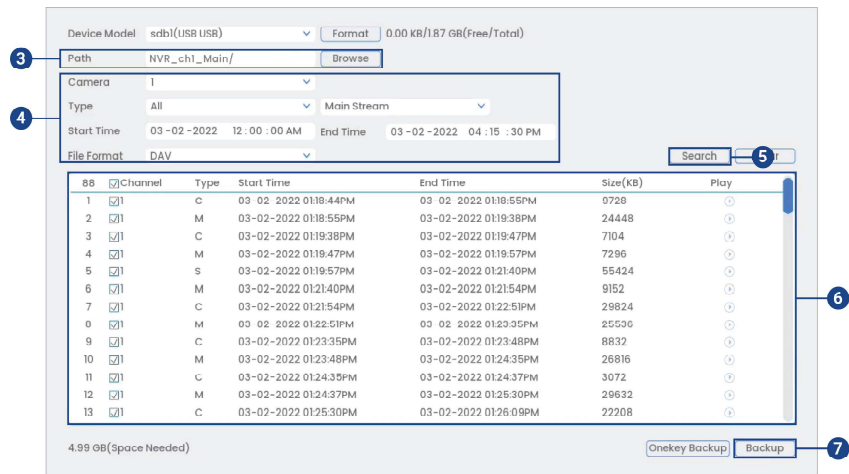 Device Model sdb1(USB USB) Format 0.00 KB/1.87 GB(Free/Total)
3 Path NVR_ch1_Main/ Browse
Camera 1
4 Type All Main Stream
Start Time 03 -02 -2022 12 : 00 : 00 AM End Time 03 -02 -2022 04 : 15 : 30 PM
File Format DAV Search 5
88 Channel Type Start Time End Time Size(KB) Play
1 1 C 03 02 2022 01:18:44PM 03 02 2022 01:18:55PM 9728
2 1 M 03-02-2022 01:18:55PM 03-02-2022 01:19:38PM 24448
3 1 C 03-02-2022 01:19:38PM 03-02-2022 01:19:47PM 7104
4 1 M 03-02-2022 01:19:47PM 03-02-2022 01:19:57PM 7296
5 1 S 03-02-2022 01:19:57PM 03-02-2022 01:21:40PM 55424
6 1 M 03-02-2022 01:21:40PM 03-02-2022 01:21:54PM 9152
6
7 1 C 03-02-2022 01:21:54PM 03-02-2022 01:22:51PM 29824
8 1 M 03 02 2022 01:22:51PM 03 02 2022 01:23:35PM 25536
9 1 C 03-02-2022 01:23:35PM 03-02-2022 01:23:48PM 8832
10 1 M 03-02-2022 01:23:48PM 03-02-2022 01:24:35PM 26816
11 1 C 03-02-2022 01:24:35PM 03-02-2022 01:24:37PM 3072
12 1 M 03-02-2022 01:24:37PM 03-02-2022 01:25:30PM 29632
13 1 C 03-02-2022 01:25:30PM 03-02-2022 01:26:09PM 22208
4.99 GB(Space Needed) Onekey Backup Backup 7